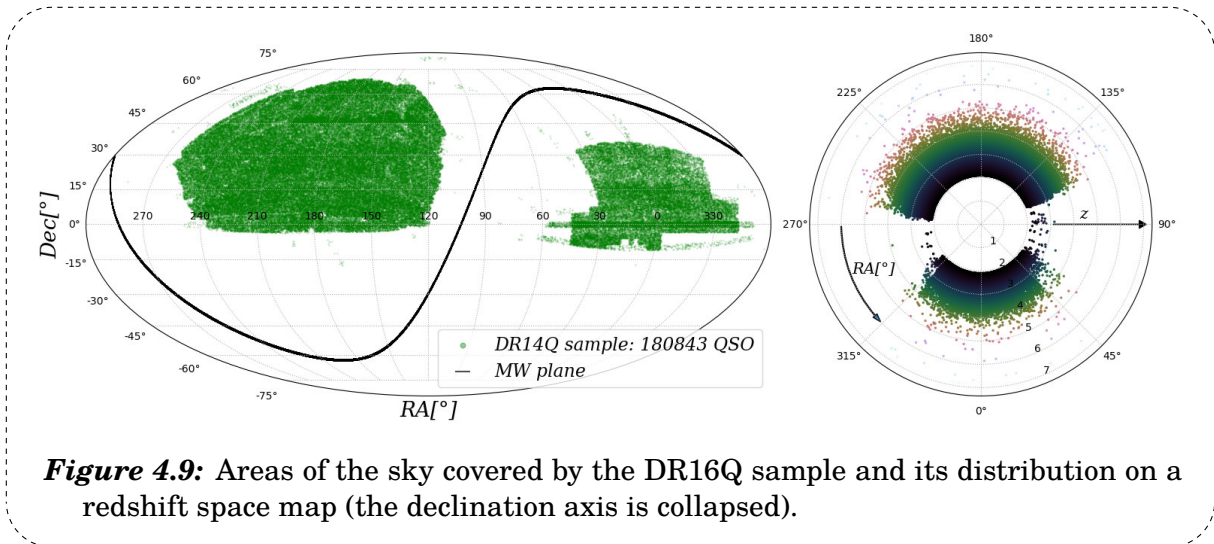 75°
60°
45°
30°
15°
0°
-15°
-30°
-45°
-60°
-75°
270 240 210 180 150 120 90 60 30 0 330
Dec[°]
RA[°]
DR14Q sample: 180843 QSO
MW plane
180°
225° 135°
270° 90°
z
RA[°]
1
2
3
4
5
6
7
315° 45°
0°
Figure 4.9: Areas of the sky covered by the DR16Q sample and its distribution on a
redshift space map (the declination axis is collapsed).